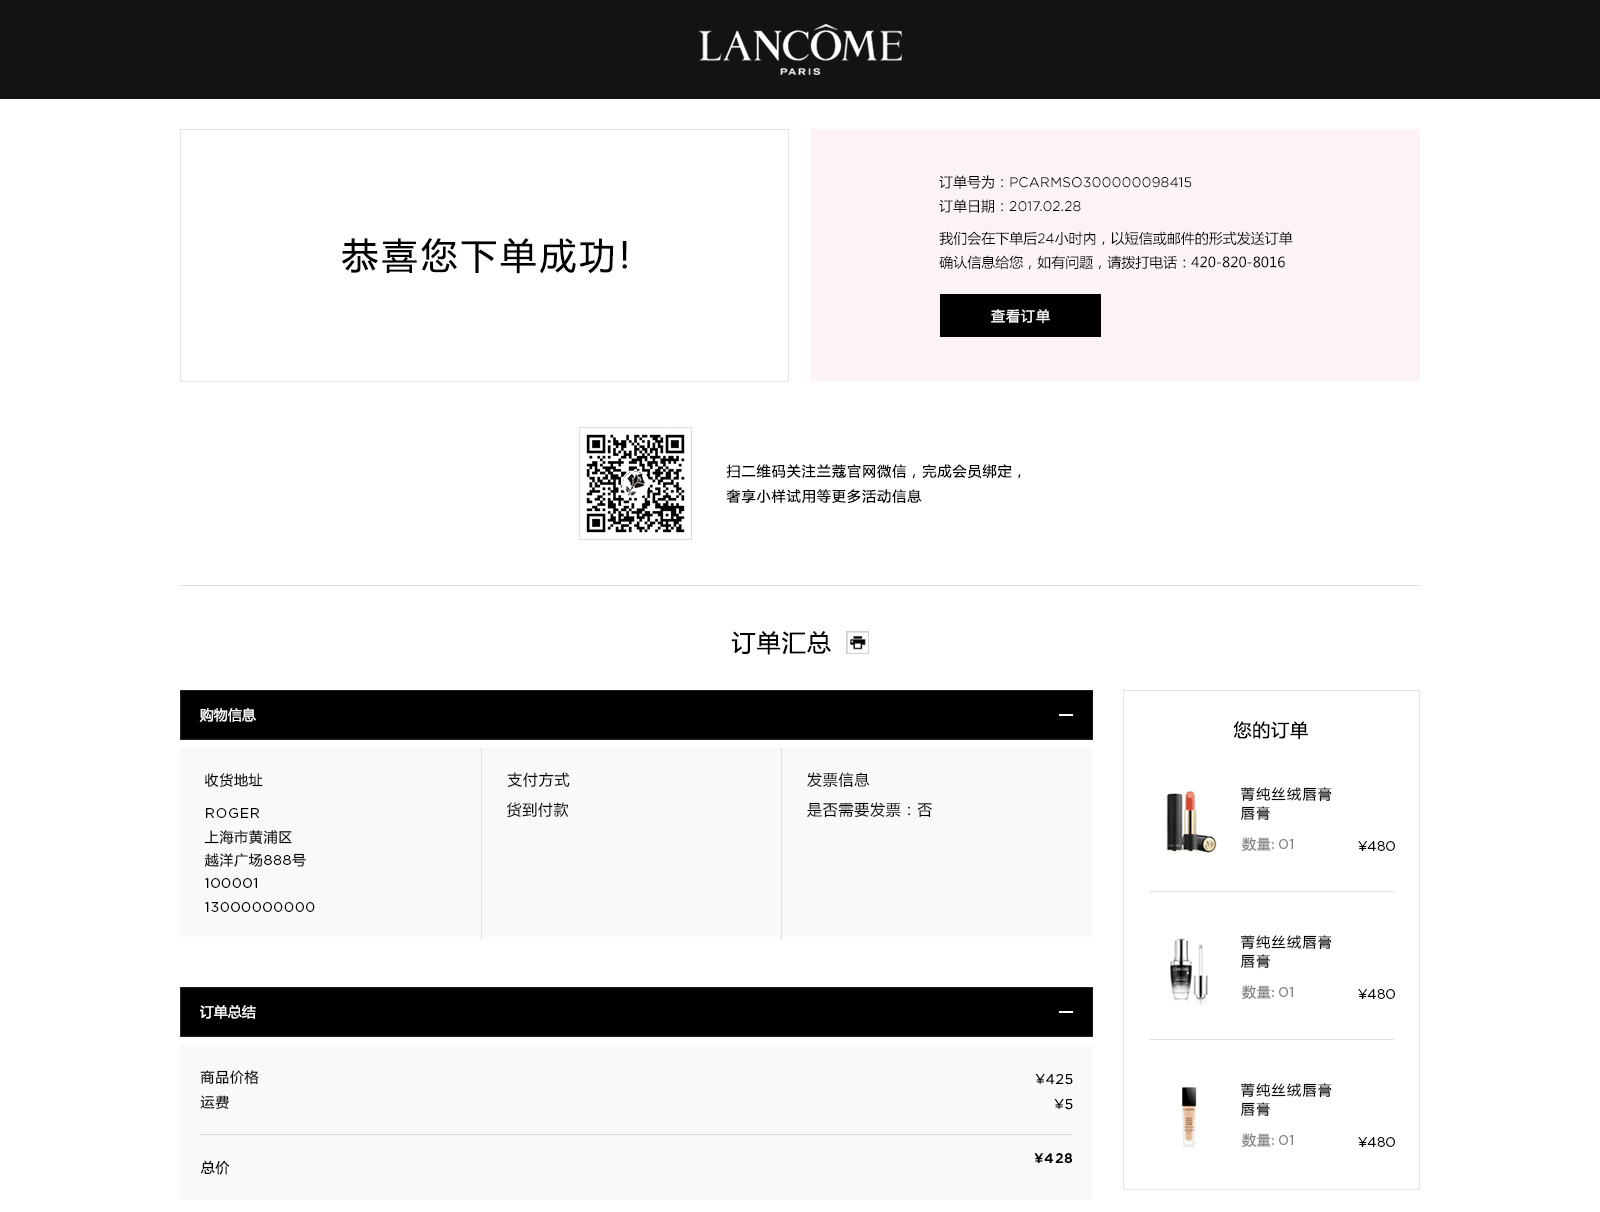 LANCÔME
PARIS
恭喜您下单成功!
订单号为：PCARMSO300000098415
订单日期：2017.02.28
我们会在下单后24小时内，以短信或邮件的形式发送订单
确认信息给您，如有问题，请拨打电话：420-820-8016
查看订单
扫二维码关注兰蔻官网微信，完成会员绑定，
奢享小样试用等更多活动信息
订单汇总
购物信息
收货地址
ROGER
上海市黄浦区
越洋广场888号
100001
13000000000
支付方式
货到付款
发票信息
是否需要发票：否
订单总结
商品价格 ¥425
运费 ¥5
总价 ¥428
您的订单
菁纯丝绒唇膏
唇膏
数量: 01 ¥480
菁纯丝绒唇膏
唇膏
数量: 01 ¥480
菁纯丝绒唇膏
唇膏
数量: 01 ¥480